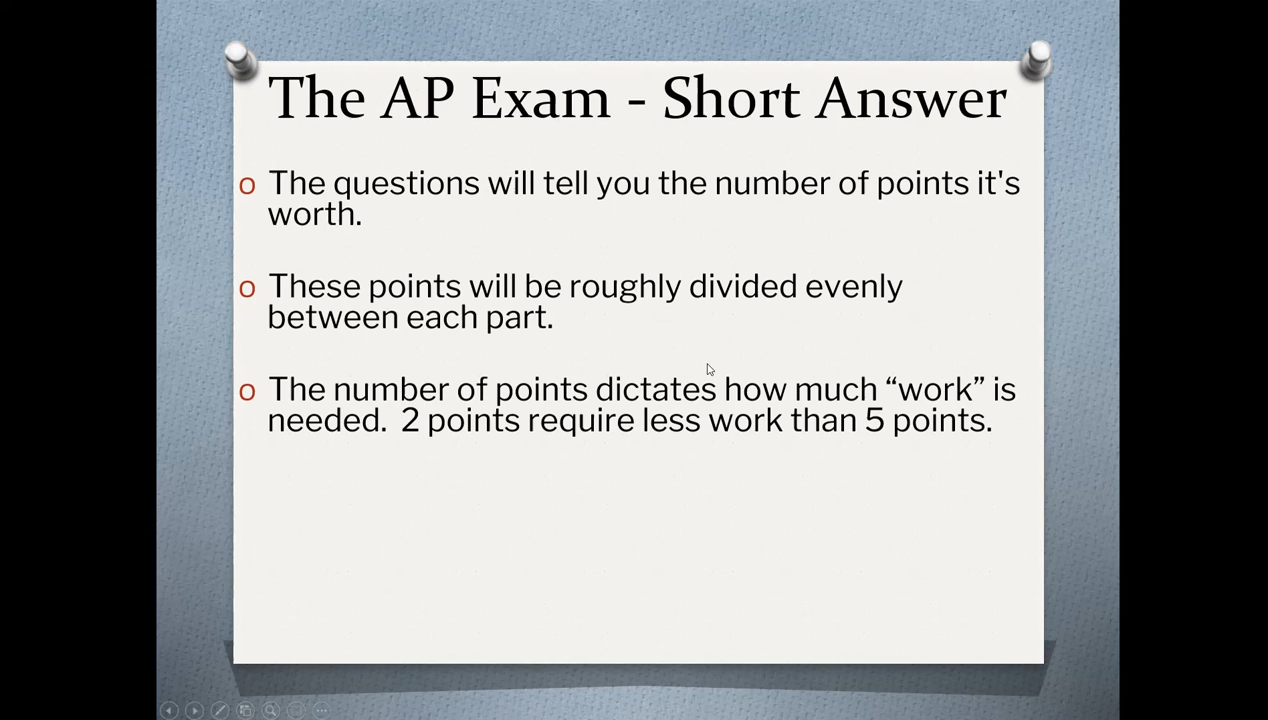 The AP Exam - Short Answer
o The questions will tell you the number of points it's
worth.
o These points will be roughly divided evenly
between each part.
o The number of points dictates how much “work” is
needed.  2 points require less work than 5 points.